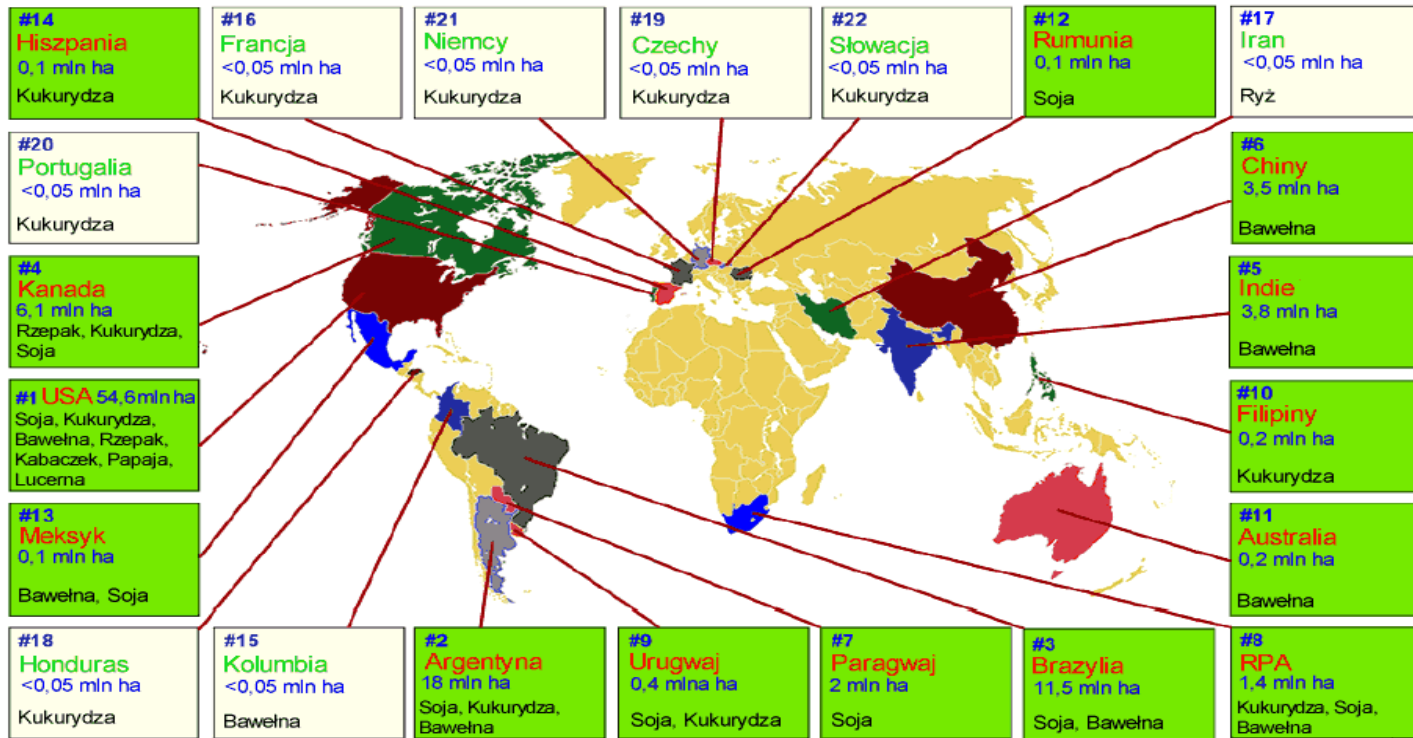 #14
Hiszpania
0,1 mln ha
Kukurydza
#16
Francja
<0,05 mln ha
Kukurydza
#21
Niemcy
<0,05 mln ha
Kukurydza
#19
Czechy
<0,05 mln ha
Kukurydza
#22
Słowacja
<0,05 mln ha
Kukurydza
#12
Rumunia
0,1 mln ha
Soja
#17
Iran
<0,05 mln ha
Ryż
#20
Portugalia
<0,05 mln ha
Kukurydza
#6
Chiny
3,5 mln ha
Bawełna
#4
Kanada
6,1 mln ha
Rzepak, Kukurydza,
Soja
#5
Indie
3,8 mln ha
Bawełna
#1 USA 54,6 mln ha
Soja, Kukurydza,
Bawełna, Rzepak,
Kabaczek, Papaja,
Lucerna
#10
Filipiny
0,2 mln ha
Kukurydza
#13
Meksyk
0,1 mln ha
Bawełna, Soja
#11
Australia
0,2 mln ha
Bawełna
#18
Honduras
<0,05 mln ha
Kukurydza
#15
Kolumbia
<0,05 mln ha
Bawełna
#2
Argentyna
18 mln ha
Soja, Kukurydza,
Bawełna
#9
Urugwaj
0,4 mlna ha
Soja, Kukurydza
#7
Paragwaj
2 mln ha
Soja
#3
Brazylia
11,5 mln ha
Soja, Bawełna
#8
RPA
1,4 mln ha
Kukurydza, Soja,
Bawełna